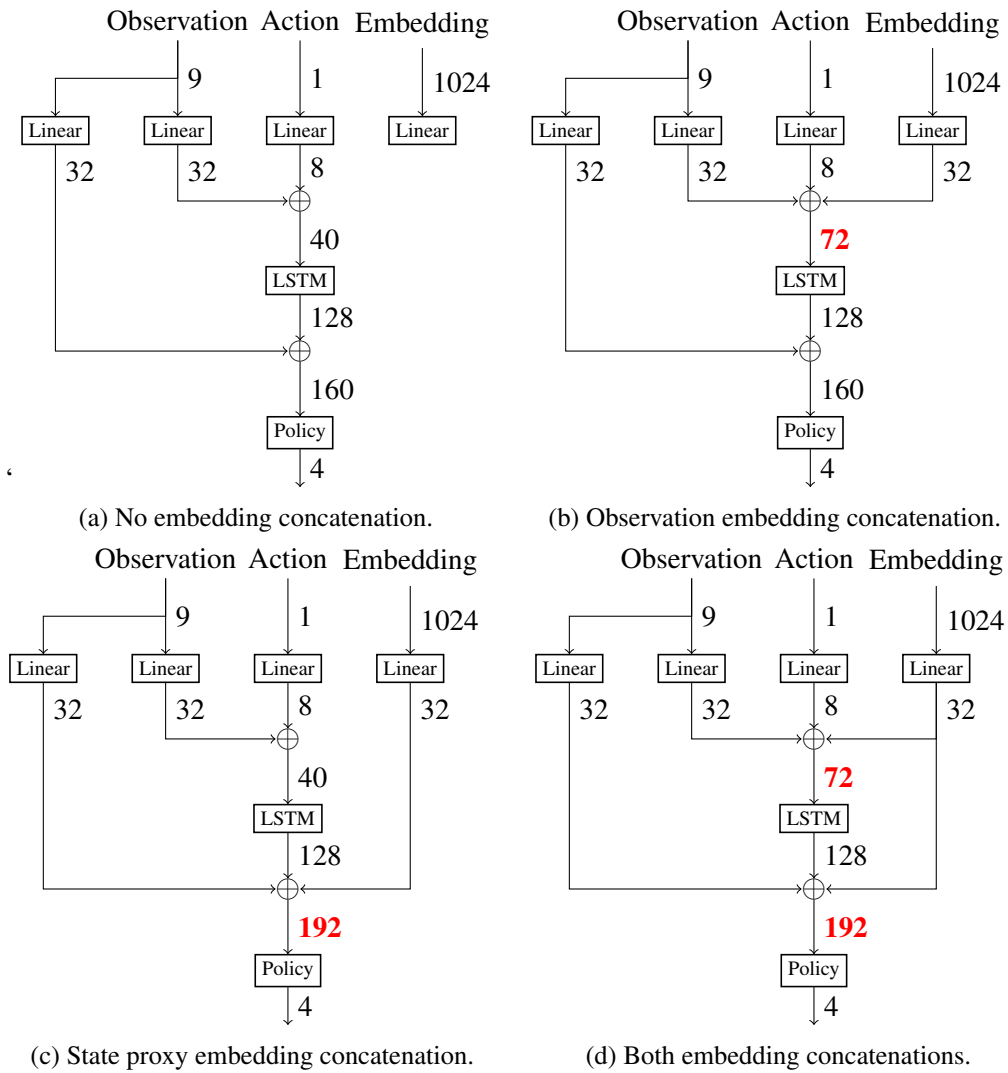 Observation Action Embedding
9 1 1024
Linear Linear Linear Linear
32 32 8
40
LSTM
128
160
Policy
4
‘
(a) No embedding concatenation.
Observation Action Embedding
9 1 1024
Linear Linear Linear Linear
32 32 8 32
72
LSTM
128
160
Policy
4
(b) Observation embedding concatenation.
Observation Action Embedding
9 1 1024
Linear Linear Linear Linear
32 32 8 32
40
LSTM
128
192
Policy
4
(c) State proxy embedding concatenation.
Observation Action Embedding
9 1 1024
Linear Linear Linear Linear
32 32 8 32
72
LSTM
128
192
Policy
4
(d) Both embedding concatenations.